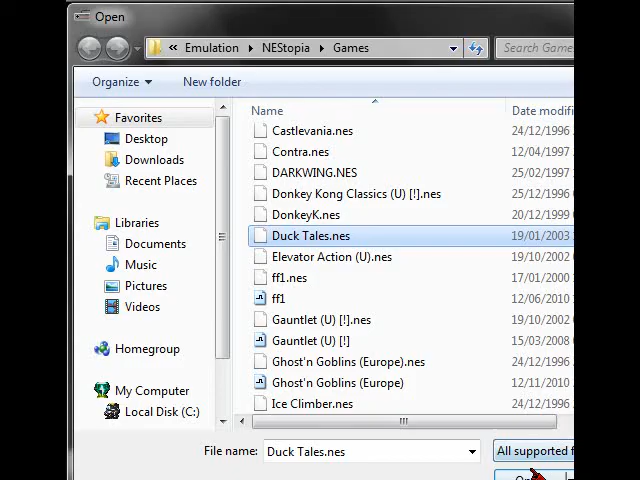 Open
« Emulation NEStopia Games
Search Game
Organize New folder
Name Date modifi
Favorites
Desktop
Downloads
Recent Places
Libraries
Documents
Music
Pictures
Videos
Homegroup
My Computer
Local Disk (C:)
Castlevania.nes 24/12/1996
Contra.nes 12/04/1997
DARKWING.NES 25/02/1997
Donkey Kong Classics (U) [!].nes 25/12/1996
DonkeyK.nes 20/12/1999
Duck Tales.nes 19/01/2003
Elevator Action (U).nes 19/10/2002
ff1.nes 17/01/2000
ff1 12/06/2010
Gauntlet (U) [!].nes 19/10/2002
Gauntlet (U) [!] 15/03/2008
Ghost'n Goblins (Europe).nes 24/12/1996
Ghost'n Goblins (Europe) 12/11/2010
Ice Climber.nes 24/12/1996
File name: Duck Tales.nes All supported f